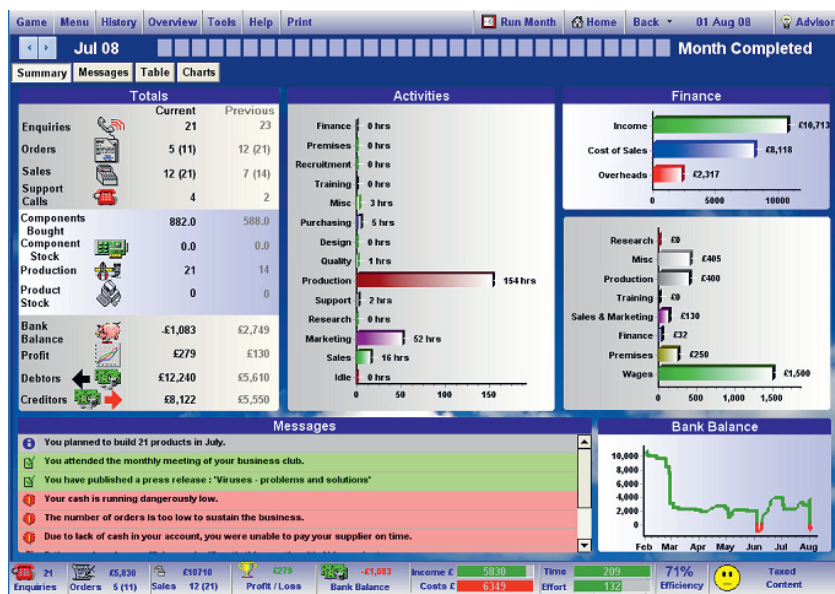 Game Menu History Overview Tools Help Print Run Month Home Back 01 Aug 08 Advisor
Jul 08 Month Completed
Summary Messages Table Charts
Totals
Current Previous
Enquiries 21 23
Orders 5 (11) 12 (21)
Sales 12 (21) 7 (14)
Support Calls 4 2
Components Bought 882.0 588.0
Component Stock 0.0 0.0
Production 21 14
Product Stock 0 0
Bank Balance -£1,083 £2,749
Profit £279 £130
Debtors £12,240 £5,610
Creditors £8,122 £5,550
Activities
Finance 0 hrs
Premises 0 hrs
Recruitment 0 hrs
Training 0 hrs
Misc 3 hrs
Purchasing 5 hrs
Design 0 hrs
Quality 1 hrs
Production 154 hrs
Support 2 hrs
Research 0 hrs
Marketing 52 hrs
Sales 16 hrs
Idle 0 hrs
0 50 100 150
Finance
Income £10,713
Cost of Sales £8,118
Overheads £2,317
0 5000 10000
Research £0
Misc £405
Production £400
Training £0
Sales & Marketing £130
Finance £32
Premises £250
Wages £1,500
0 500 1,000 1,500
Messages
You planned to build 21 products in July.
You attended the monthly meeting of your business club.
You have published a press release : 'Viruses - problems and solutions'
Your cash is running dangerously low.
The number of orders is too low to sustain the business.
Due to lack of cash in your account, you were unable to pay your supplier on time.
Bank Balance
10,000
8,000
6,000
4,000
2,000
0
Feb Mar Apr May Jun Jul Aug
21 £5,830 £10710 £279 -£1,083 Income £ 5830 Time 209 71% Taxed
Enquiries Orders 5 (11) Sales 12 (21) Profit / Loss Bank Balance Costs £ 6349 Effort 132 Efficiency Content